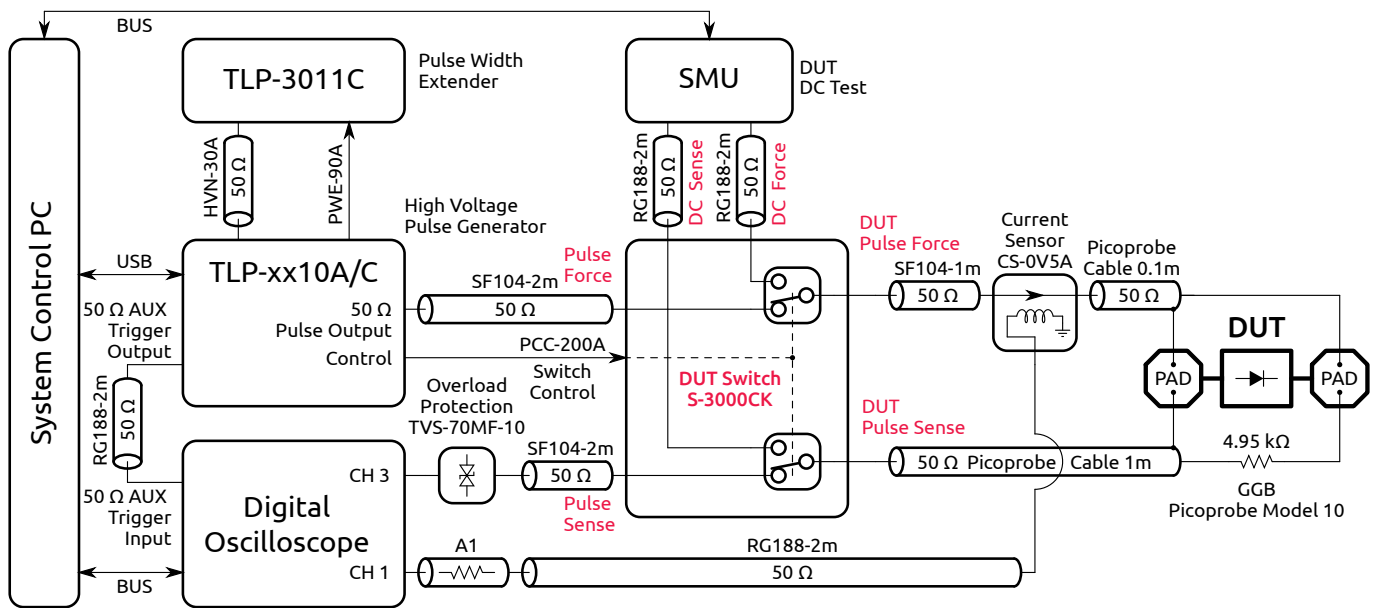 BUS
System Control PC
TLP-3011C
Pulse Width
Extender
SMU
DUT
DC Test
HVN-30A
50 Ω
PWE-90A
RG188-2m
50 Ω
DC Sense
RG188-2m
50 Ω
DC Force
High Voltage
Pulse Generator
USB
TLP-xx10A/C
50 Ω
Pulse Output
Control
Pulse
Force
SF104-2m
50 Ω
PCC-200A
Switch
Control
DUT Switch
S-3000CK
DUT
Pulse Force
SF104-1m
50 Ω
Current
Sensor
CS-0V5A
Picoprobe
Cable 0.1m
50 Ω
DUT
PAD
PAD
50 Ω AUX
Trigger
Output
RG188-2m
50 Ω
50 Ω AUX
Trigger
Input
Overload
Protection
TVS-70MF-10
SF104-2m
50 Ω
Pulse
Sense
DUT
Pulse Sense
50 Ω Picoprobe Cable 1m
4.95 kΩ
GGB
Picoprobe Model 10
Digital
Oscilloscope
CH 3
CH 1
A1
RG188-2m
50 Ω
BUS